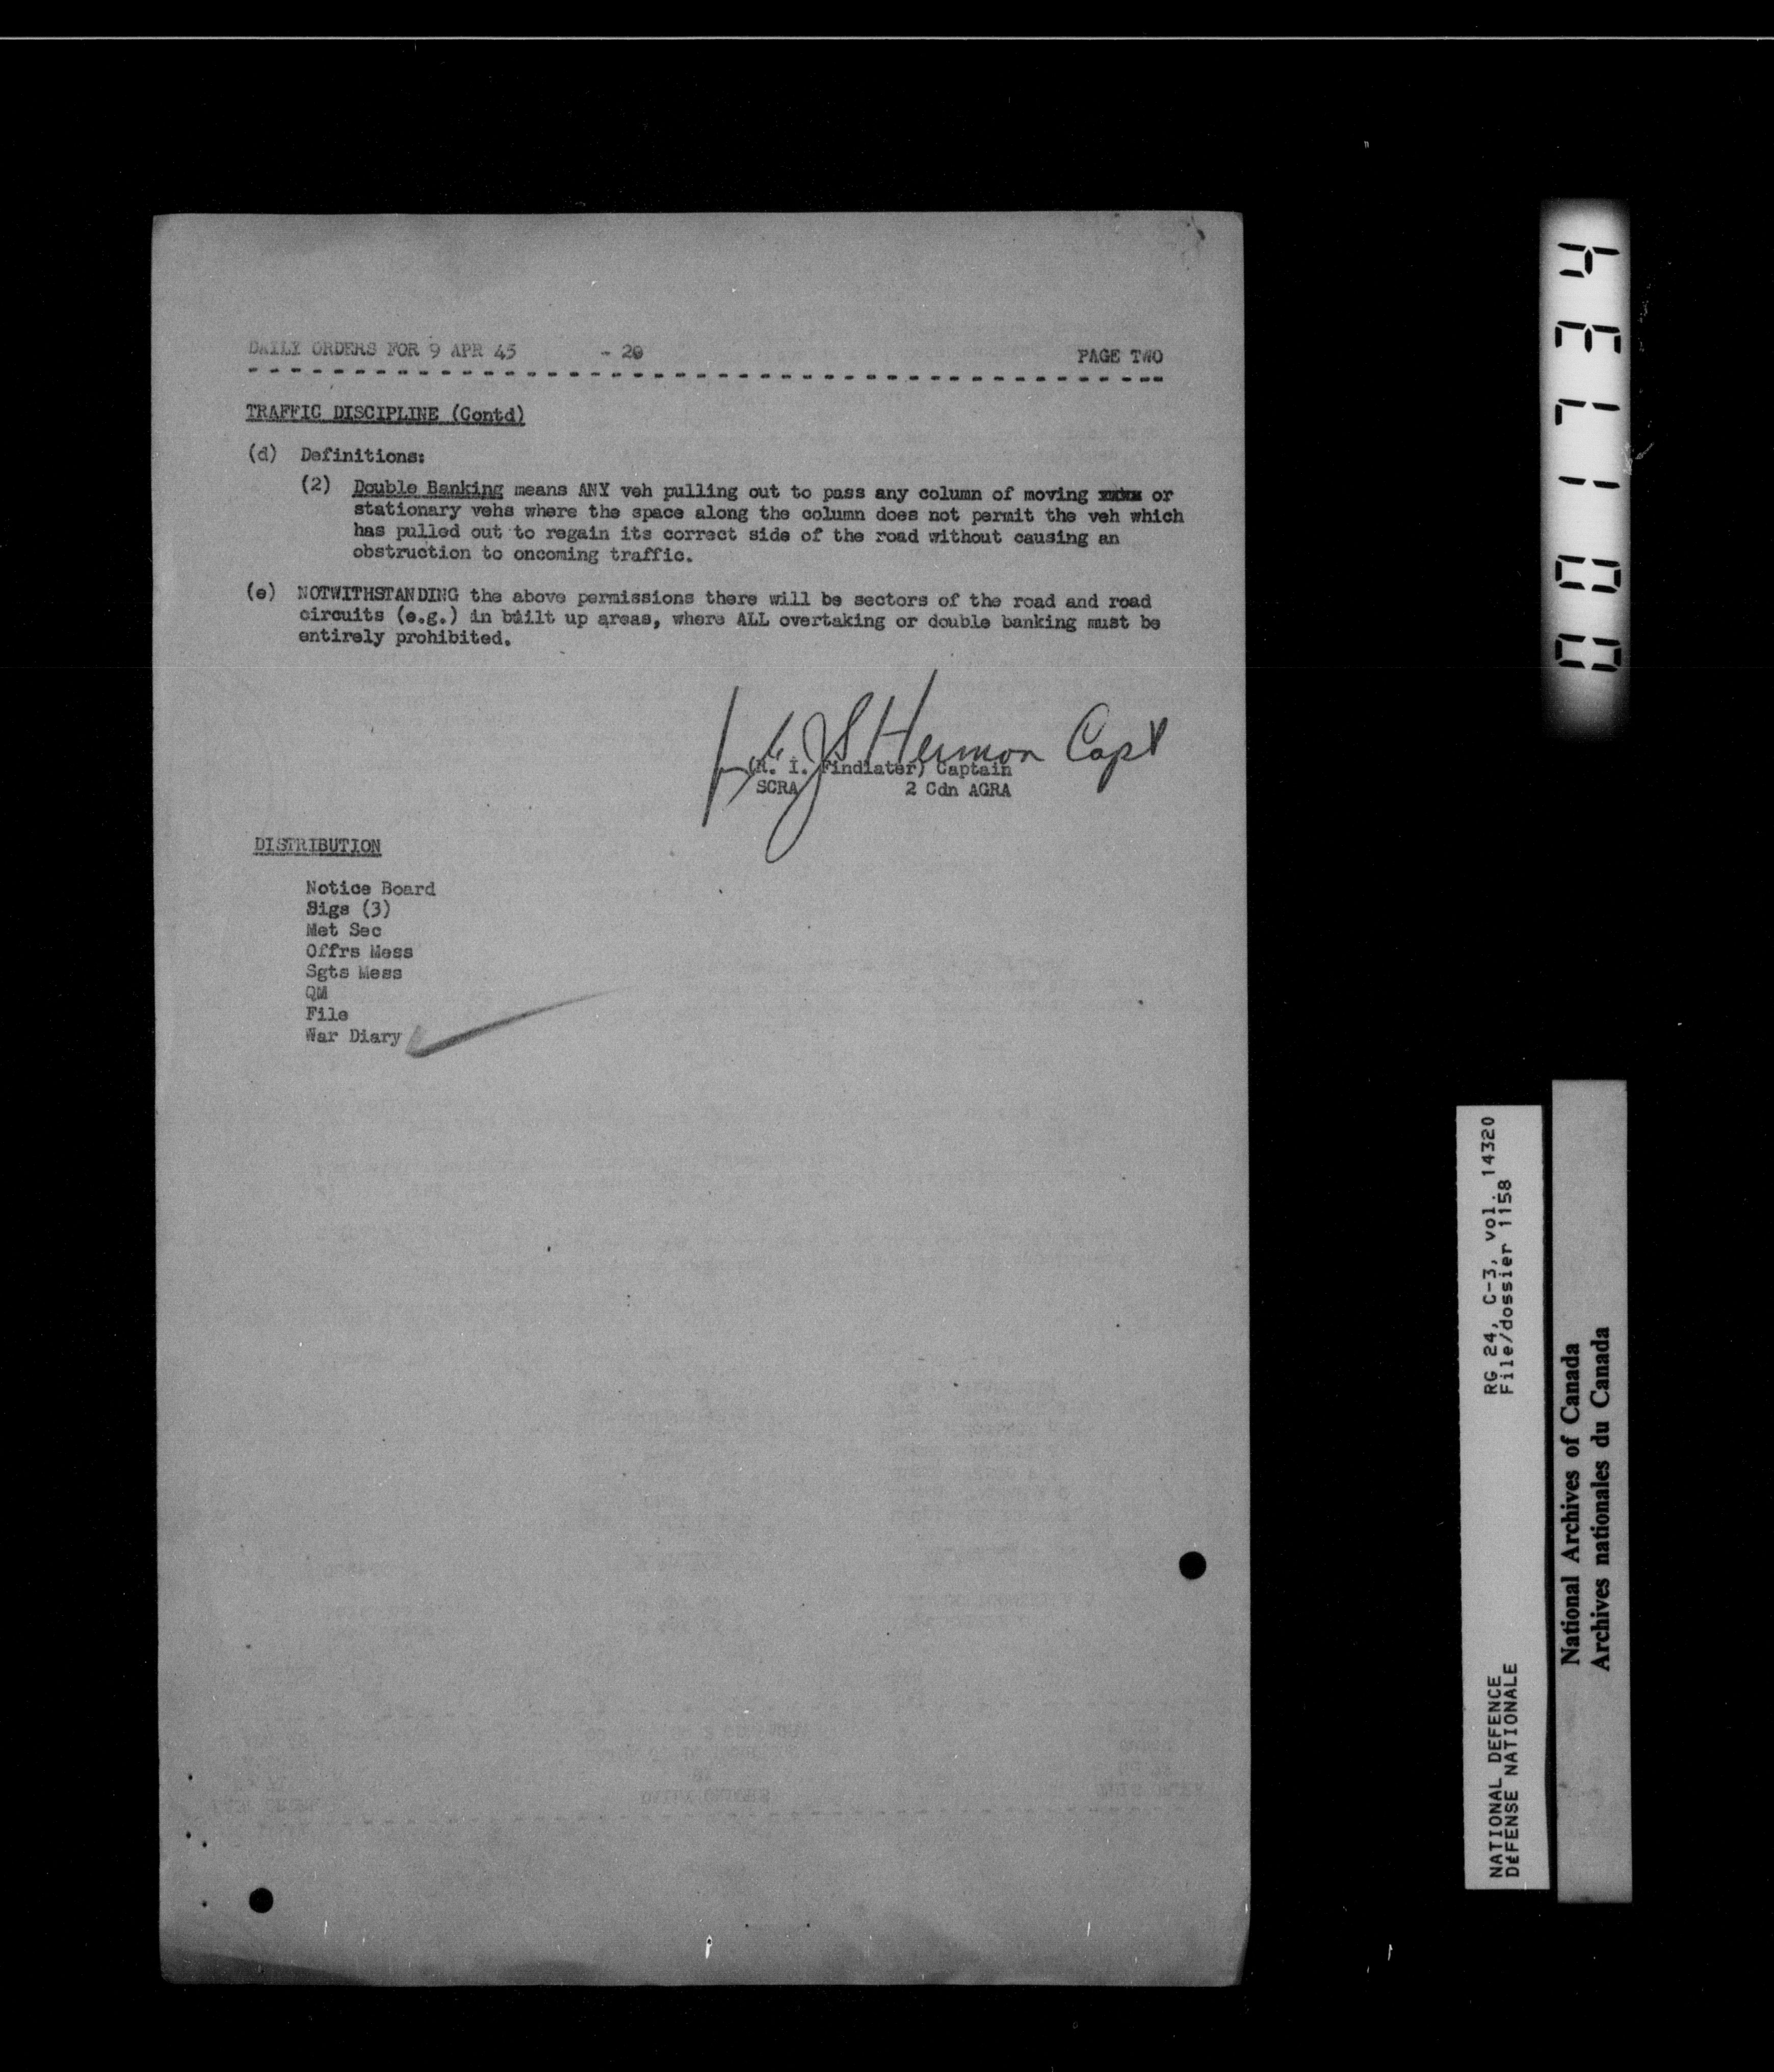 DAILY ORDERS FOR 9 APR 45 - 20 PAGE TWO
TRAFFIC DISCIPLINE (Contd)
(d) Definitions:
(2) Double Banking means ANY veh pulling out to pass any column of moving or
stationary vehs where the space along the column does not permit the veh which
has pulled out to regain its correct side of the road without causing an
obstruction to oncoming traffic.
(e) NOTWITHSTANDING the above permissions there will be sectors of the road and road
circuits (e.g.) in built up areas, where ALL overtaking or double banking must be
entirely prohibited.
JS Hermon Capt
(R. I. Findlater) Captain
SCRA 2 Cdn AGRA
DISTRIBUTION
Notice Board
Sigs (3)
Met Sec
Offrs Mess
Sgts Mess
QM
File
War Diary
001734
RG 24, C-3, vol. 14320
File/dossier 1158
NATIONAL DEFENCE
DÉFENSE NATIONALE
National Archives of Canada
Archives nationales du Canada